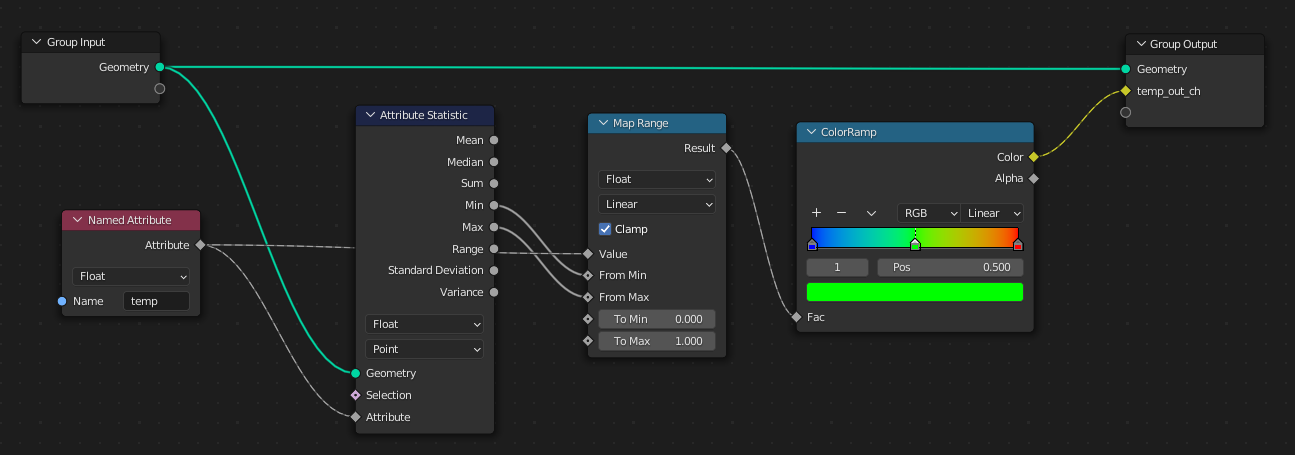 Group Input
Geometry
Named Attribute
Attribute
Float
Name temp
Attribute Statistic
Mean
Median
Sum
Min
Max
Range
Standard Deviation
Variance
Float
Point
Geometry
Selection
Attribute
Map Range
Result
Float
Linear
Clamp
Value
From Min
From Max
To Min 0.000
To Max 1.000
ColorRamp
Color
Alpha
+ − RGB Linear
1 Pos 0.500
Fac
Group Output
Geometry
temp_out_ch